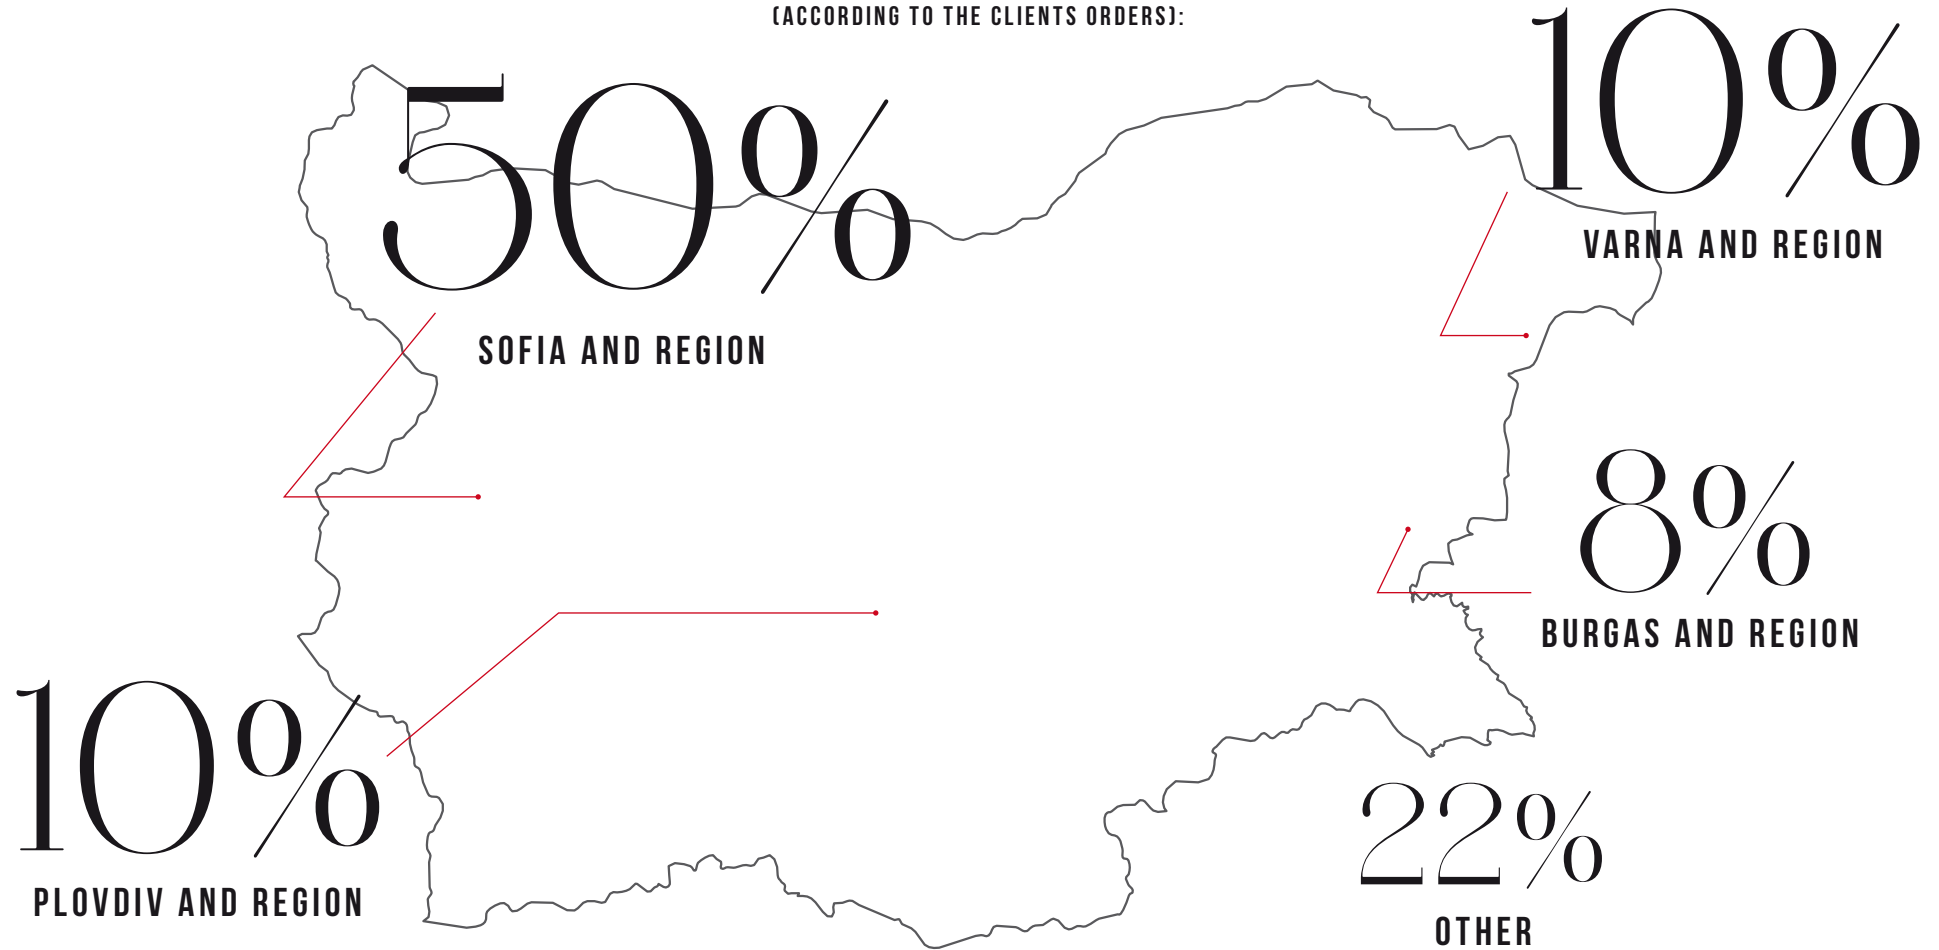 (ACCORDING TO THE CLIENTS ORDERS):
50%
SOFIA AND REGION
10%
VARNA AND REGION
8%
BURGAS AND REGION
10%
PLOVDIV AND REGION
22%
OTHER